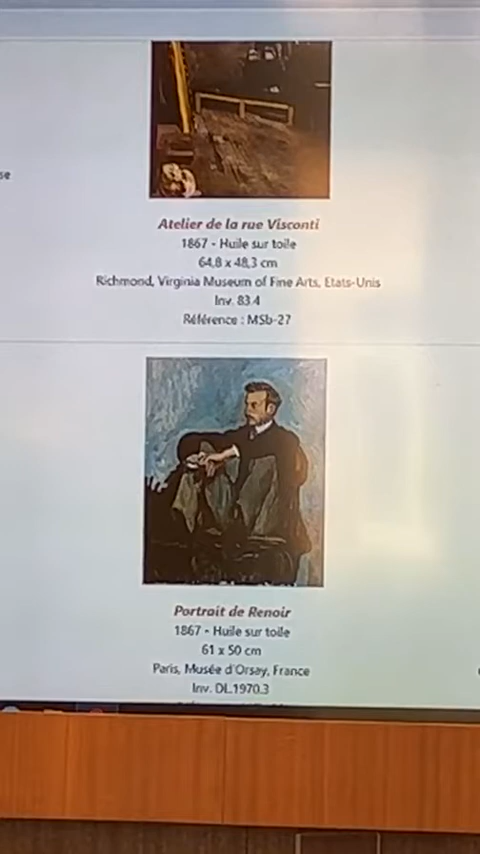 se
Atelier de la rue Visconti
1867 - Huile sur toile
64,8 x 48,3 cm
Richmond, Virginia Museum of Fine Arts, Etats-Unis
Inv. 83.4
Référence : MSb-27
Portrait de Renoir
1867 - Huile sur toile
61 x 50 cm
Paris, Musée d'Orsay, France
Inv. DL.1970.3